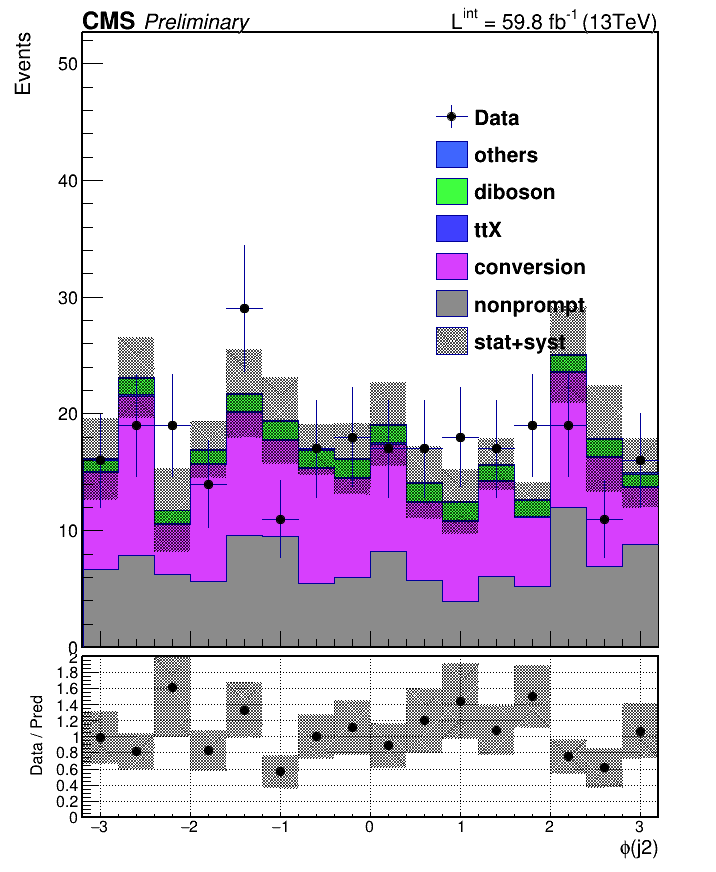 CMS Preliminary L^int = 59.8 fb^-1 (13TeV)
Events
50
40
30
20
10
0
Data
others
diboson
ttX
conversion
nonprompt
stat+syst
Data / Pred
2
1.8
1.6
1.4
1.2
1
0.8
0.6
0.4
0.2
0
−3 −2 −1 0 1 2 3
ϕ(j2)